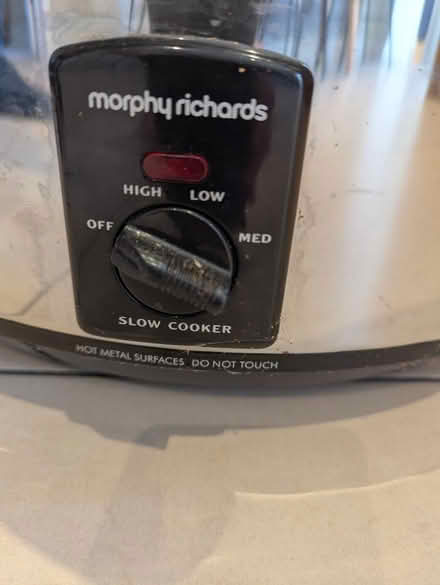 morphy richards
HIGH LOW
OFF MED
SLOW COOKER
HOT METAL SURFACES DO NOT TOUCH